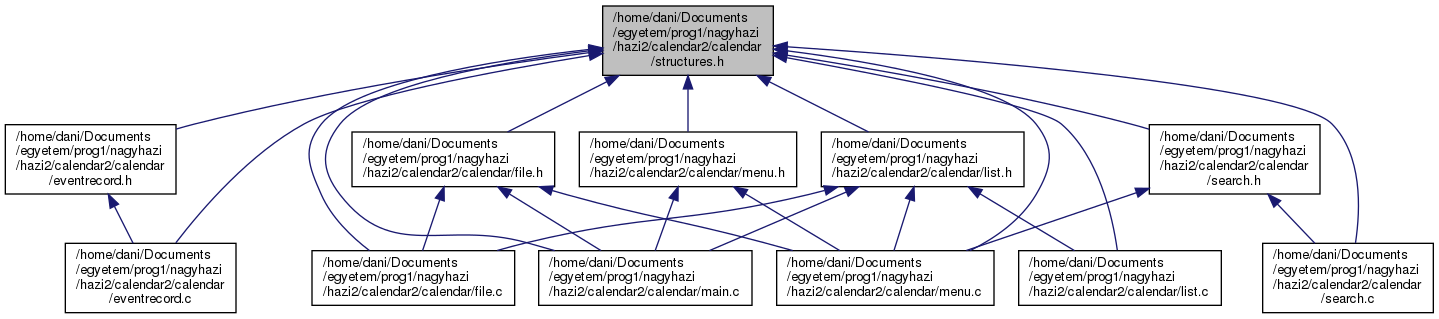 /home/dani/Documents
/egyetem/prog1/nagyhazi
/hazi2/calendar2/calendar
/structures.h
/home/dani/Documents
/egyetem/prog1/nagyhazi
/hazi2/calendar2/calendar
/eventrecord.h
/home/dani/Documents
/egyetem/prog1/nagyhazi
/hazi2/calendar2/calendar/file.h
/home/dani/Documents
/egyetem/prog1/nagyhazi
/hazi2/calendar2/calendar/menu.h
/home/dani/Documents
/egyetem/prog1/nagyhazi
/hazi2/calendar2/calendar/list.h
/home/dani/Documents
/egyetem/prog1/nagyhazi
/hazi2/calendar2/calendar
/search.h
/home/dani/Documents
/egyetem/prog1/nagyhazi
/hazi2/calendar2/calendar
/eventrecord.c
/home/dani/Documents
/egyetem/prog1/nagyhazi
/hazi2/calendar2/calendar/file.c
/home/dani/Documents
/egyetem/prog1/nagyhazi
/hazi2/calendar2/calendar/main.c
/home/dani/Documents
/egyetem/prog1/nagyhazi
/hazi2/calendar2/calendar/menu.c
/home/dani/Documents
/egyetem/prog1/nagyhazi
/hazi2/calendar2/calendar/list.c
/home/dani/Documents
/egyetem/prog1/nagyhazi
/hazi2/calendar2/calendar
/search.c